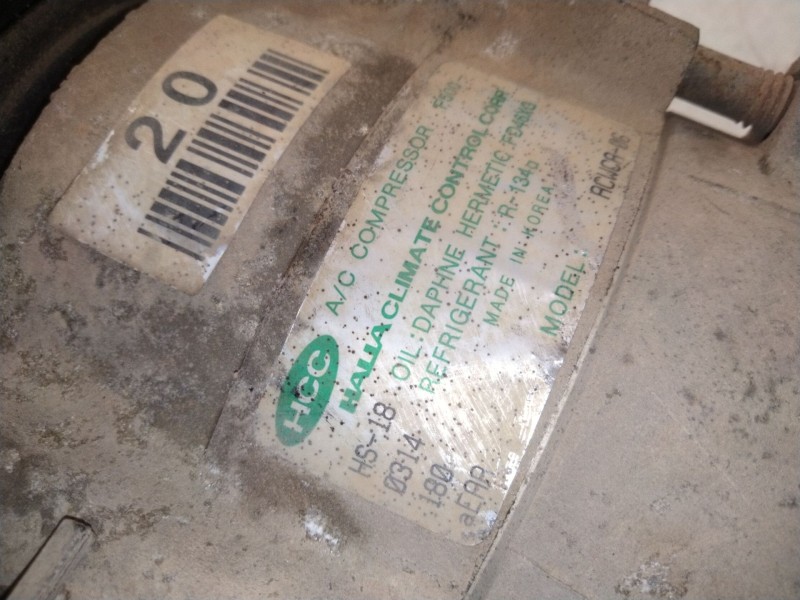 20
HCC A/C COMPRESSOR
HALLA CLIMATE CONTROL CORP.
OIL: DAPHNE HERMETIC
REFRIGERANT: R-134a
MADE IN KOREA
HS-18
0314
180
MODEL: